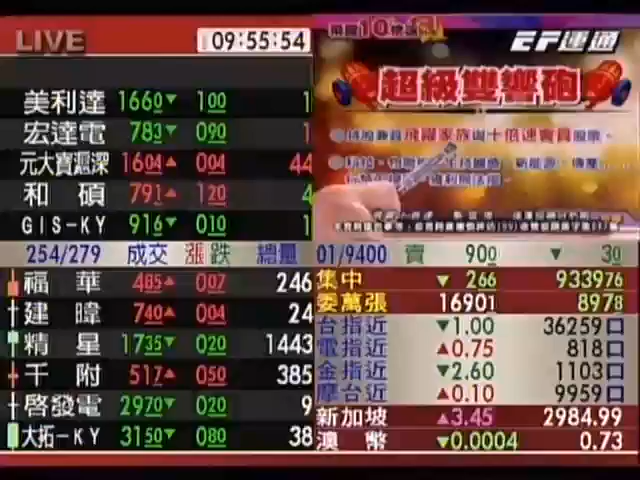 LIVE
09:55:54
EF運通
超級雙響砲
美利達 1660▼ 100 1
宏達電 783▼ 090 1
元大寶滬深 1604▲ 004 44
和碩 791▲ 120 4
GIS-KY 916▼ 010 1
254/279 成交 漲跌 總量 01/9400 賣 900 ▼ 30
福華 485▲ 007 246
建暐 740▲ 004 24
精星 1735▼ 020 1443
千附 517▲ 050 385
啓發電 2970▼ 020 9
大拓-KY 3150▼ 080 38
集中 ▼ 266 933976
委萬張 16901 8978
台指近 ▼1.00 36259口
電指近 ▲0.75 818口
金指近 ▼2.60 1103口
摩台近 ▲0.10 9959口
新加坡 ▲3.45 2984.99
澳幣 ▼0.0004 0.73